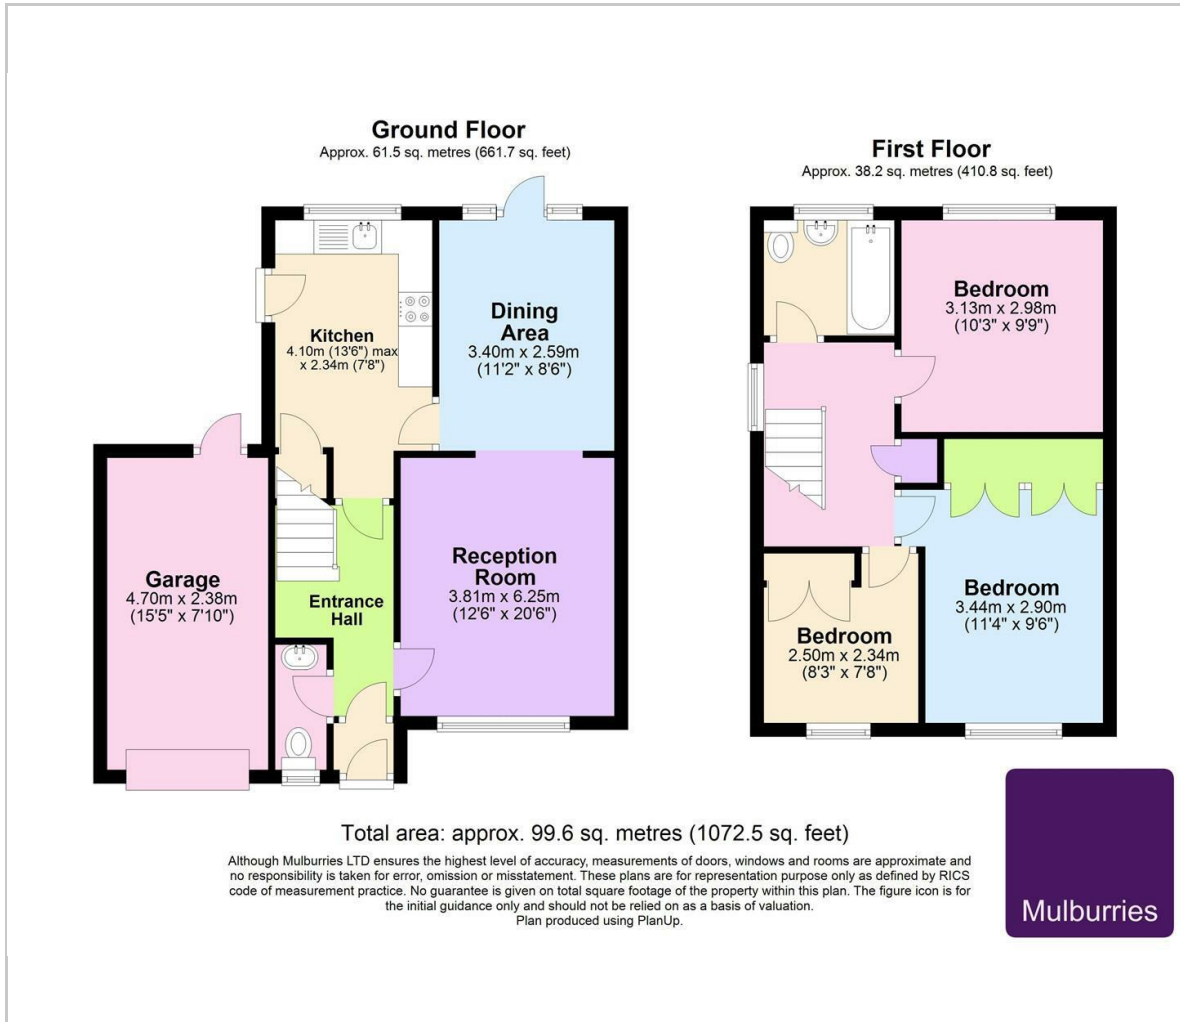 Ground Floor
Approx. 61.5 sq. metres (661.7 sq. feet)
Kitchen
4.10m (13'6") max
x 2.34m (7'8")
Dining
Area
3.40m x 2.59m
(11'2" x 8'6")
Garage
4.70m x 2.38m
(15'5" x 7'10")
Entrance
Hall
Reception
Room
3.81m x 6.25m
(12'6" x 20'6")
First Floor
Approx. 38.2 sq. metres (410.8 sq. feet)
Bedroom
3.13m x 2.98m
(10'3" x 9'9")
Bedroom
2.50m x 2.34m
(8'3" x 7'8")
Bedroom
3.44m x 2.90m
(11'4" x 9'6")
Total area: approx. 99.6 sq. metres (1072.5 sq. feet)
Although Mulburries LTD ensures the highest level of accuracy, measurements of doors, windows and rooms are approximate and
no responsibility is taken for error, omission or misstatement. These plans are for representation purpose only as defined by RICS
code of measurement practice. No guarantee is given on total square footage of the property within this plan. The figure icon is for
the initial guidance only and should not be relied on as a basis of valuation.
Plan produced using PlanUp.
Mulburries